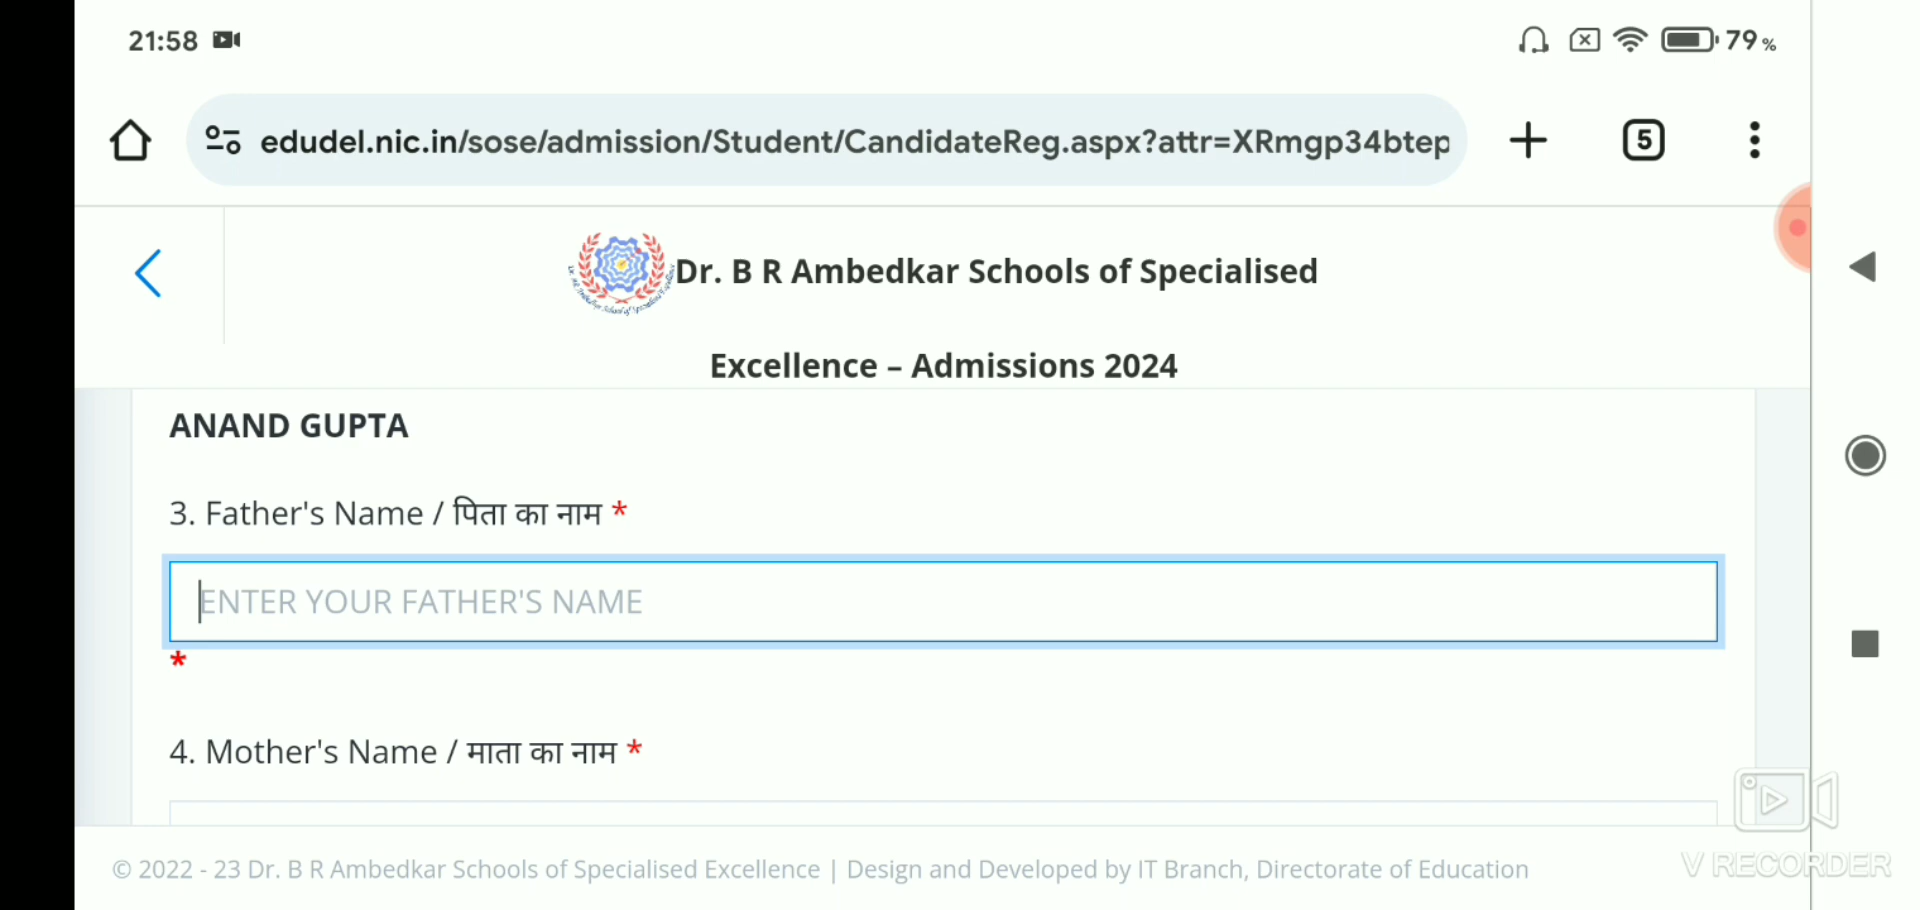 21:58
79%
edudel.nic.in/sose/admission/Student/CandidateReg.aspx?attr=XRmgp34btep
5
Dr. B R Ambedkar Schools of Specialised
Excellence – Admissions 2024
ANAND GUPTA
3. Father's Name / पिता का नाम *
ENTER YOUR FATHER'S NAME
*
4. Mother's Name / माता का नाम *
© 2022 - 23 Dr. B R Ambedkar Schools of Specialised Excellence | Design and Developed by IT Branch, Directorate of Education
V RECORDER